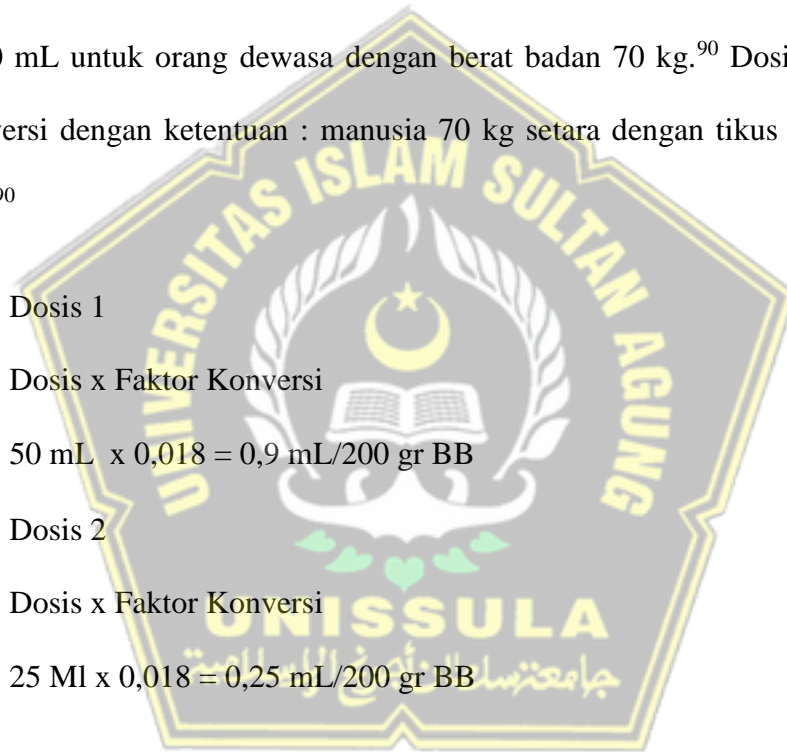 0 mL untuk orang dewasa dengan berat badan 70 kg.90 Dosi
versi dengan ketentuan : manusia 70 kg setara dengan tikus
90
Dosis 1
Dosis x Faktor Konversi
50 mL x 0,018 = 0,9 mL/200 gr BB
Dosis 2
Dosis x Faktor Konversi
25 Ml x 0,018 = 0,25 mL/200 gr BB
UNIVERSITAS ISLAM SULTAN AGUNG
UNISSULA